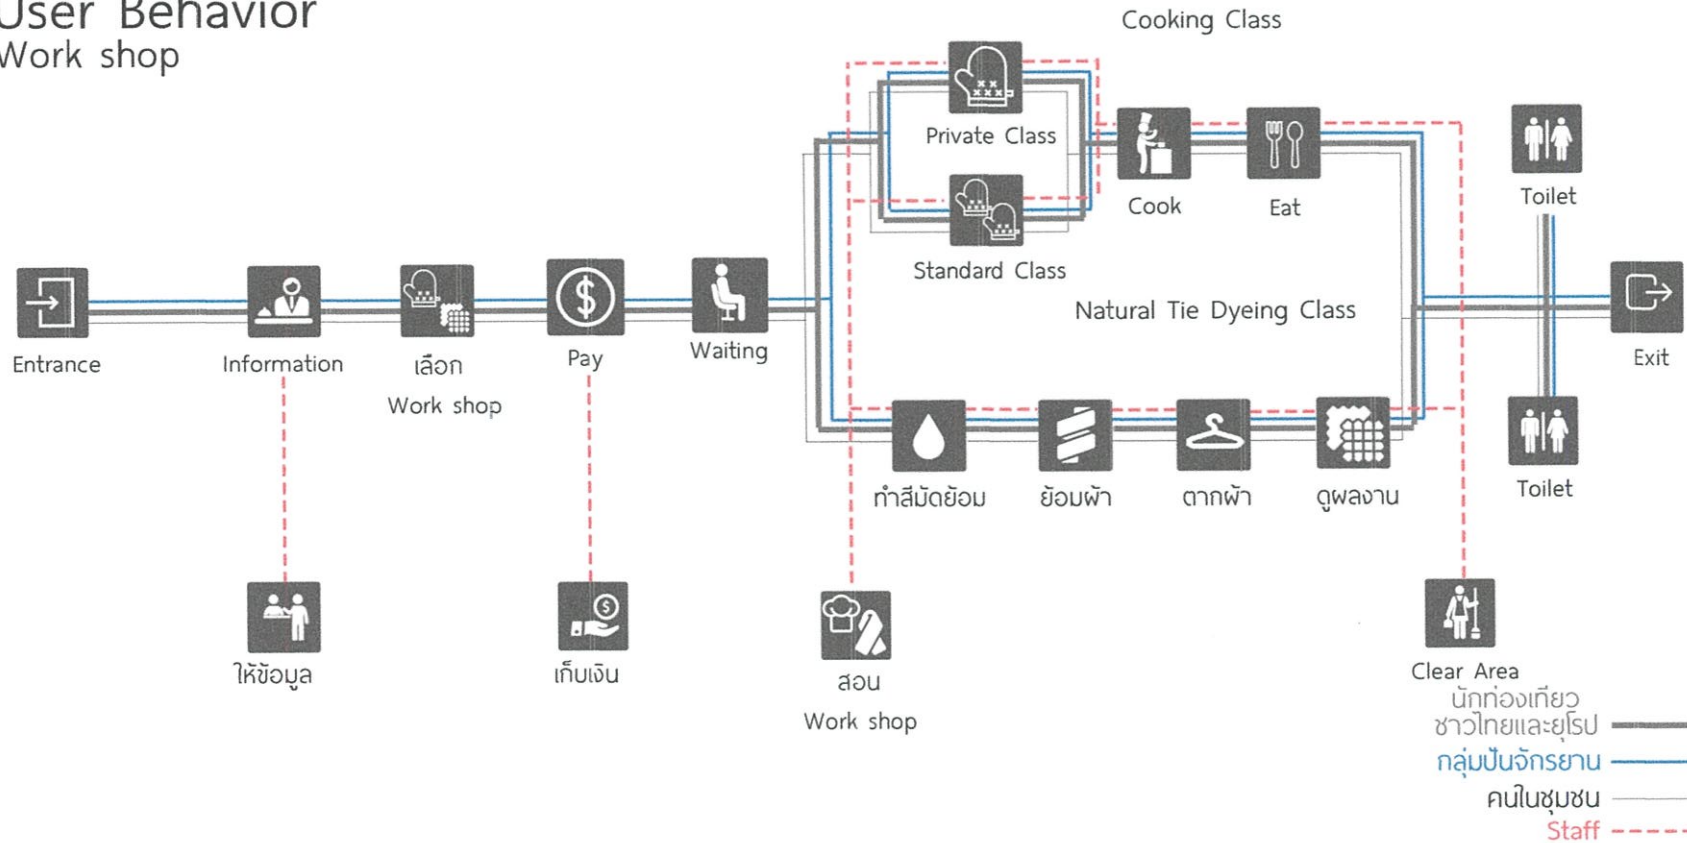 User Behavior
Work shop
Cooking Class
Private Class
Standard Class
Cook
Eat
Toilet
Natural Tie Dyeing Class
Entrance
Information
เลือก
Work shop
Pay
Waiting
Exit
ทำสีมัดย้อม
ย้อมผ้า
ตากผ้า
ดูผลงาน
Toilet
ให้ข้อมูล
เก็บเงิน
สอน
Work shop
Clear Area
นักท่องเที่ยว
ชาวไทยและยุโรป
กลุ่มปั่นจักรยาน
คนในชุมชน
Staff